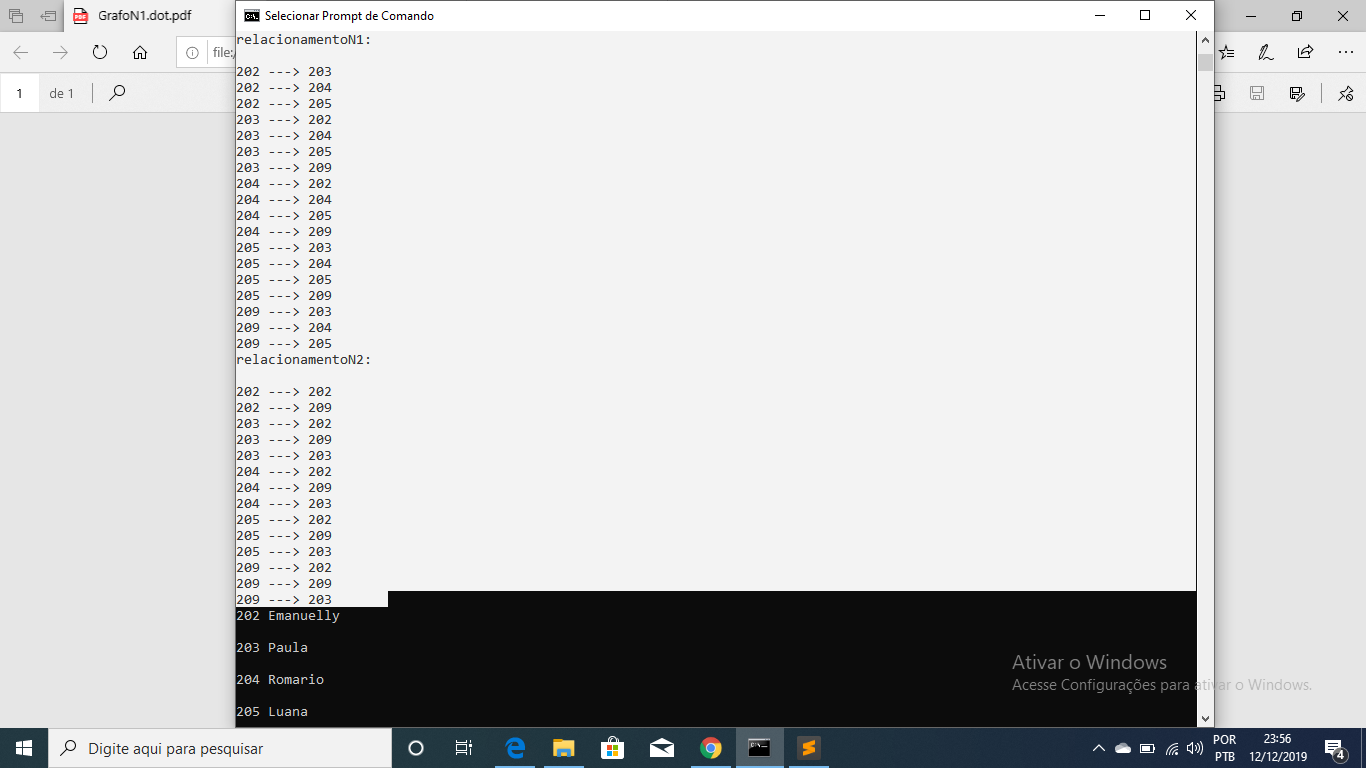 GrafoN1.dot.pdf
Selecionar Prompt de Comando
file:/
1 de 1
relacionamentoN1:
202 ---> 203
202 ---> 204
202 ---> 205
203 ---> 202
203 ---> 204
203 ---> 205
203 ---> 209
204 ---> 202
204 ---> 204
204 ---> 205
204 ---> 209
205 ---> 203
205 ---> 204
205 ---> 205
205 ---> 209
209 ---> 203
209 ---> 204
209 ---> 205
relacionamentoN2:
202 ---> 202
202 ---> 209
203 ---> 202
203 ---> 209
203 ---> 203
204 ---> 202
204 ---> 209
204 ---> 203
205 ---> 202
205 ---> 209
205 ---> 203
209 ---> 202
209 ---> 209
209 ---> 203
202 Emanuelly
203 Paula
204 Romario
205 Luana
Ativar o Windows
Acesse Configurações para ativar o Windows.
Digite aqui para pesquisar
POR
PTB
23:56
12/12/2019
4